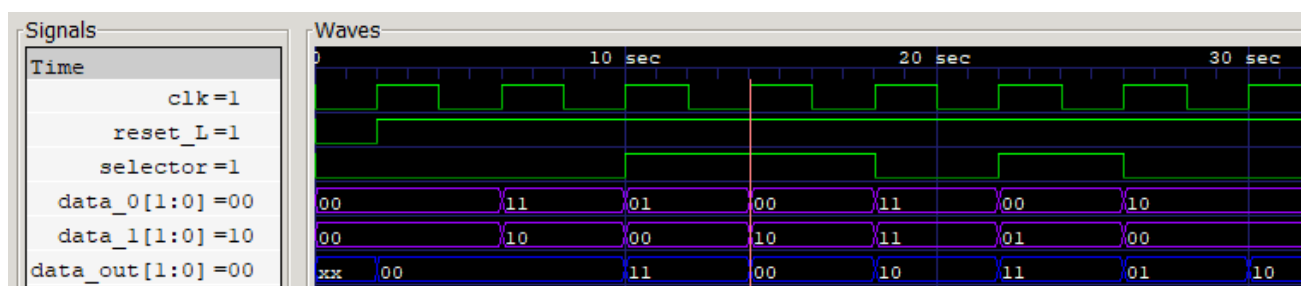 Signals Waves
Time 0 10 sec 20 sec 30 sec
clk=1
reset_L=1
selector=1
data_0[1:0]=00 00 11 01 00 11 00 10
data_1[1:0]=10 00 10 00 10 11 01 00
data_out[1:0]=00 xx 00 11 00 10 11 01 10